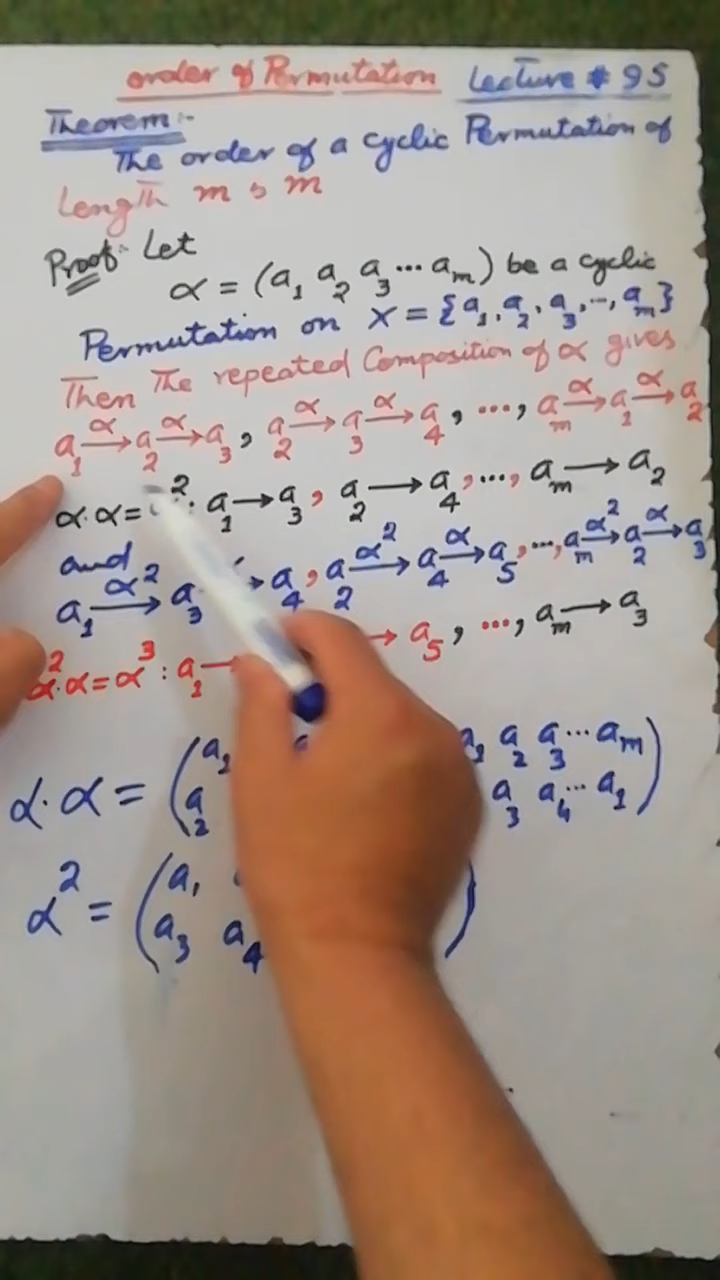 order of Permutation Lecture # 95
Theorem:-
The order of a cyclic Permutation of
Length m is m
Proof:- Let
α = (a₁ a₂ a₃ ... aₘ) be a cyclic
Permutation on X = {a₁, a₂, a₃, ..., aₘ}
Then The repeated Composition of α gives
a₁ →α a₂ →α a₃, a₂ →α a₃ →α a₄, ..., aₘ →α a₁ →α a₂
α·α = ²: a₁ → a₃, a₂ → a₄, ..., aₘ → a₂
and
a₁ →α² a₃ → a₄, a₂ →α² a₄ →α a₅, ..., aₘ →α² a₂ →α a₃
α²·α = α³ : a₁ → → a₅, ..., aₘ → a₃
α·α = (a₁ a₁ a₂ a₃ ... aₘ)
(a₂ a₃ a₄ ... a₁)
α² = (a₁
a₃ a₄ )